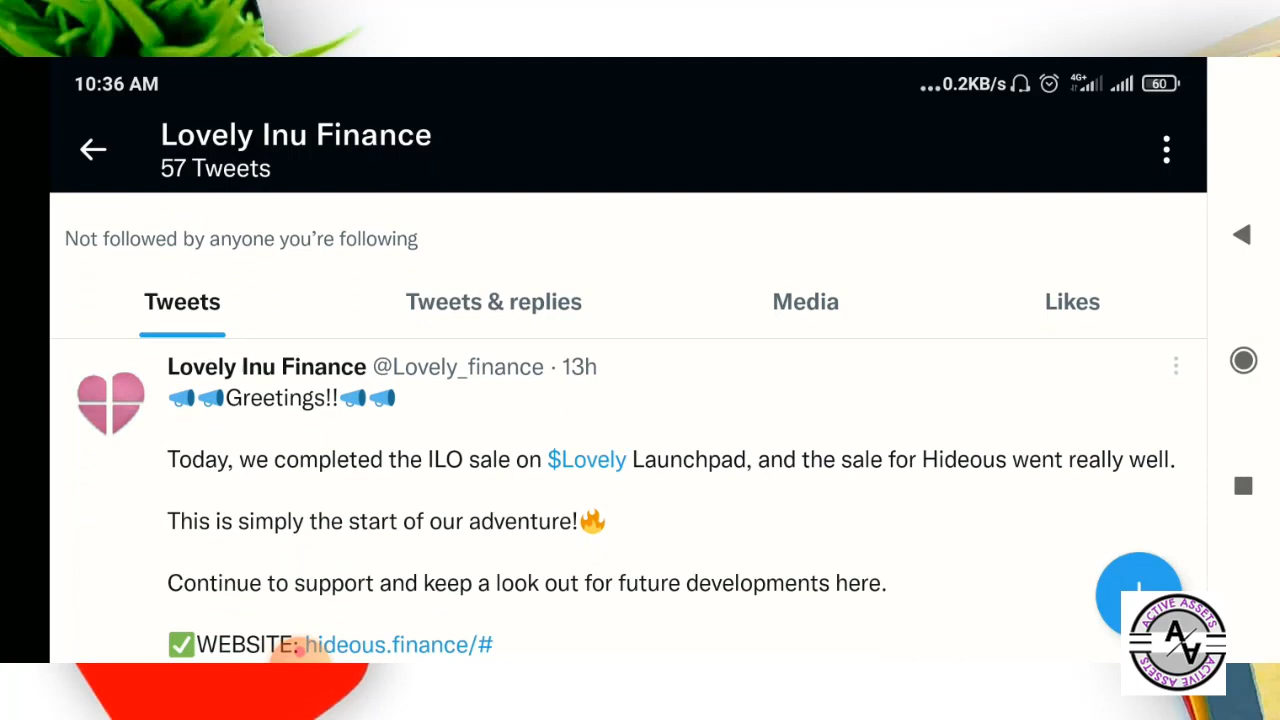 10:36 AM
...0.2KB/s 4G+ 60
Lovely Inu Finance
57 Tweets
Not followed by anyone you’re following
Tweets Tweets & replies Media Likes
Lovely Inu Finance @Lovely_finance · 13h
📢📢Greetings!!📢📢
Today, we completed the ILO sale on $Lovely Launchpad, and the sale for Hideous went really well.
This is simply the start of our adventure!🔥
Continue to support and keep a look out for future developments here.
✅WEBSITE: hideous.finance/#
ACTIVE ASSETS
A/A
ACTIVE ASSETS